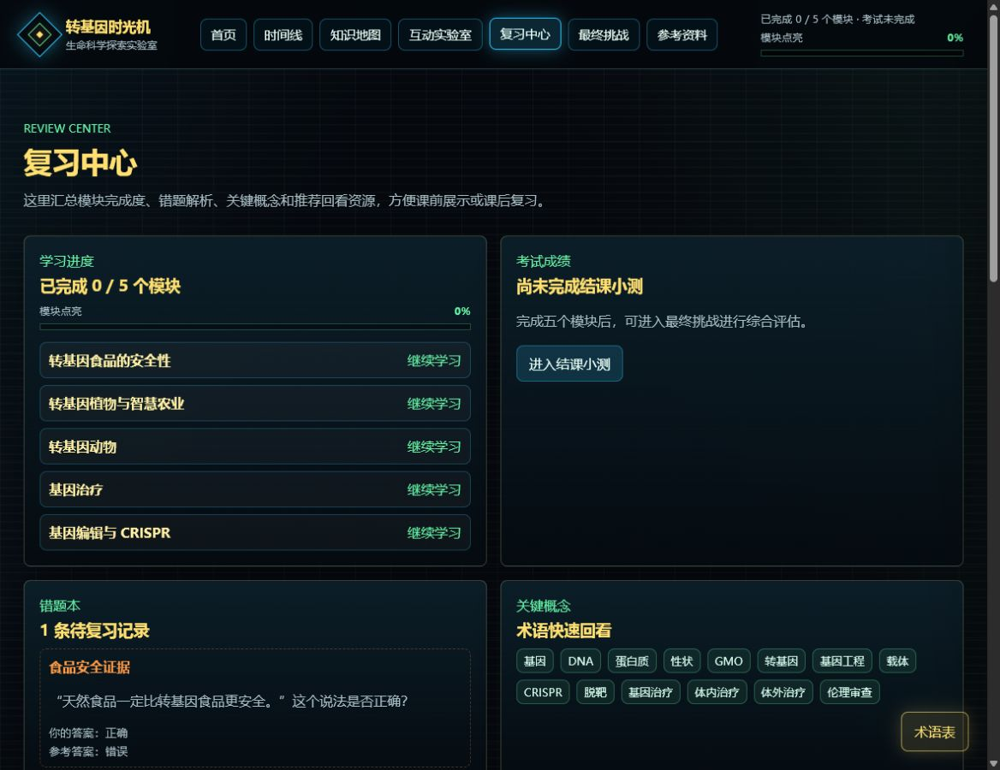 转基因时光机
生命科学探索实验室
首页
时间线
知识地图
互动实验室
复习中心
最终挑战
参考资料
已完成 0 / 5 个模块 · 考试未完成
模块点亮
0%
REVIEW CENTER
复习中心
这里汇总模块完成度、错题解析、关键概念和推荐回看资源，方便课前展示或课后复习。
学习进度
已完成 0 / 5 个模块
模块点亮
0%
转基因食品的安全性
继续学习
转基因植物与智慧农业
继续学习
转基因动物
继续学习
基因治疗
继续学习
基因编辑与 CRISPR
继续学习
考试成绩
尚未完成结课小测
完成五个模块后，可进入最终挑战进行综合评估。
进入结课小测
错题本
1 条待复习记录
食品安全证据
“天然食品一定比转基因食品更安全。”这个说法是否正确？
你的答案：正确
参考答案：错误
关键概念
术语快速回看
基因
DNA
蛋白质
性状
GMO
转基因
基因工程
载体
CRISPR
脱靶
基因治疗
体内治疗
体外治疗
伦理审查
术语表